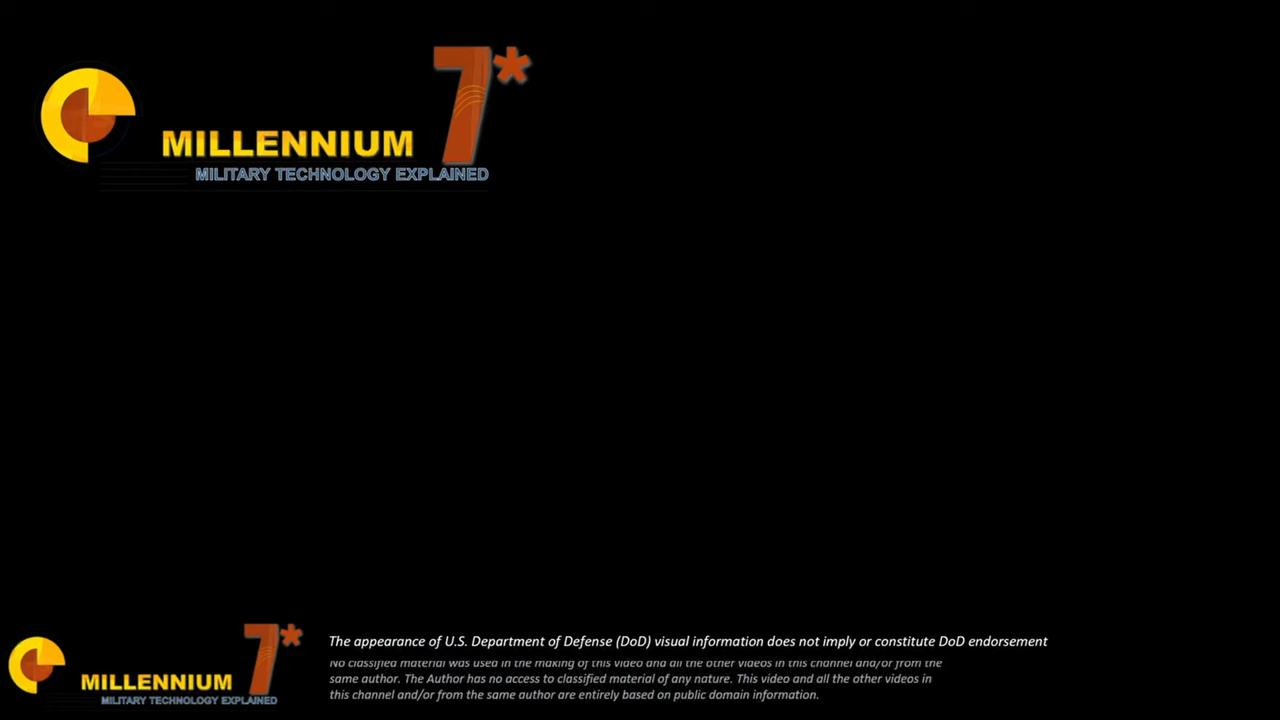 MILLENNIUM 7*
MILITARY TECHNOLOGY EXPLAINED
MILLENNIUM 7*
MILITARY TECHNOLOGY EXPLAINED
The appearance of U.S. Department of Defense (DoD) visual information does not imply or constitute DoD endorsement
No classified material was used in the making of this video and all the other videos in this channel and/or from the
same author. The Author has no access to classified material of any nature. This video and all the other videos in
this channel and/or from the same author are entirely based on public domain information.